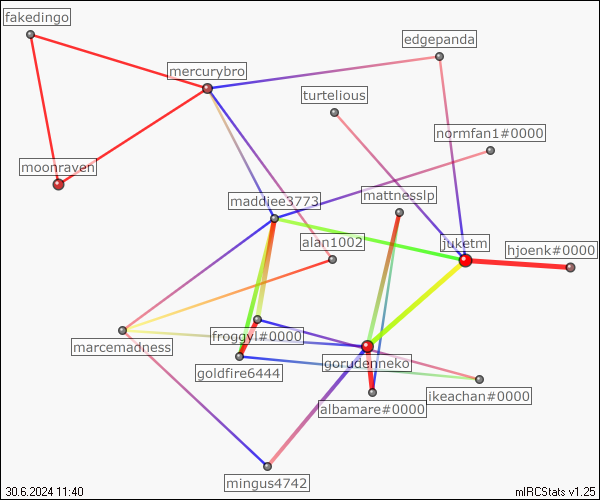 fakedingo
edgepanda
mercurybro
turtelious
normfan1#0000
moonraven
mattnesslp
maddiee3773
alan1002
juketm
hjoenk#0000
froggyl#0000
marcemadness
gorudenneko
goldfire6444
ikeachan#0000
albamare#0000
mingus4742
30.6.2024 11:40
mIRCStats v1.25